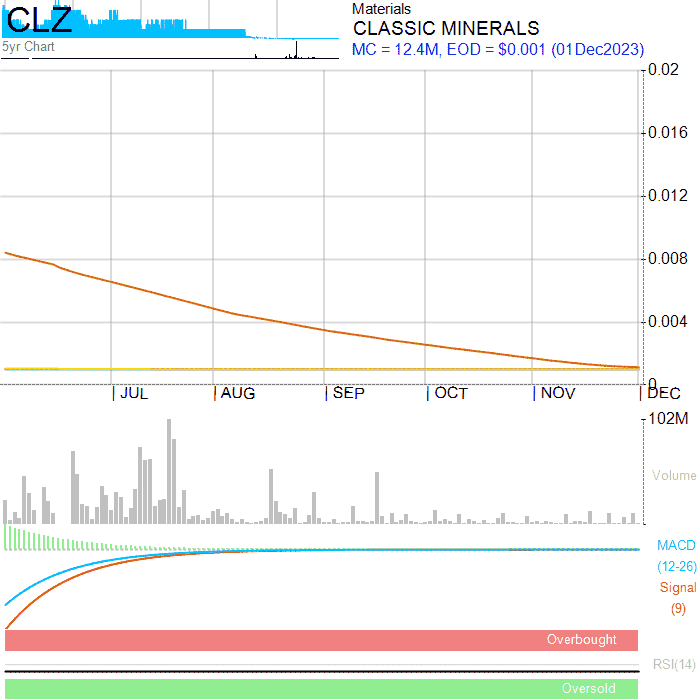 CLZ
5yr Chart
Materials
CLASSIC MINERALS
MC = 12.4M, EOD = $0.001 (01Dec2023)
0.02
0.016
0.012
0.008
0.004
0
JUL
AUG
SEP
OCT
NOV
DEC
102M
Volume
MACD
(12-26)
Signal
(9)
Overbought
RSI(14)
Oversold